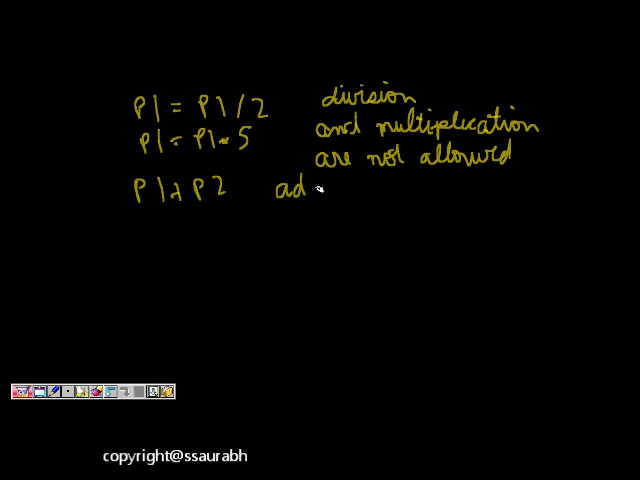 P1 = P1/2 division
P1 = P1* 5 and multiplication
are not allowed
P1+P2 ad
copyright@ssaurabh